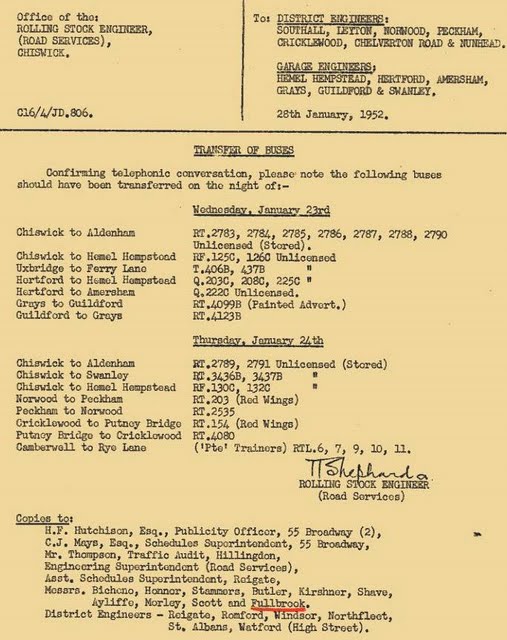 Office of the:
ROLLING STOCK ENGINEER,
(ROAD SERVICES),
CHISWICK.
C16/4/JD.806.
To: DISTRICT ENGINEERS:
SOUTHALL, LEYTON, NORWOOD, PECKHAM,
CRICKLEWOOD, CHELVERTON ROAD & NUNHEAD.
GARAGE ENGINEERS;
HEMEL HEMPSTEAD, HERTFORD, AMERSHAM,
GRAYS, GUILDFORD & SWANLEY.
28th January, 1952.
TRANSFER OF BUSES
Confirming telephonic conversation, please note the following buses
should have been transferred on the night of:-
Wednesday, January 23rd
Chiswick to Aldenham RT.2783, 2784, 2785, 2786, 2787, 2788, 2790
Unlicensed (Stored).
Chiswick to Hemel Hempstead RF.125C, 126C Unlicensed
Uxbridge to Ferry Lane T.406B, 437B "
Hertford to Hemel Hempstead Q.203C, 208C, 225C "
Hertford to Amersham Q.222C Unlicensed.
Grays to Guildford RT.4099B (Painted Advert.)
Guildford to Grays RT.4123B
Thursday, January 24th
Chiswick to Aldenham RT.2789, 2791 Unlicensed (Stored)
Chiswick to Swanley RT.3436B, 3437B "
Chiswick to Hemel Hempstead RF.130C, 132C "
Norwood to Peckham RT.203 (Red Wings)
Peckham to Norwood RT.2535
Cricklewood to Putney Bridge RT.154 (Red Wings)
Putney Bridge to Cricklewood RT.4080
Camberwell to Rye Lane ('Pte' Trainers) RTL.6, 7, 9, 10, 11.
TTShephard
ROLLING STOCK ENGINEER
(Road Services)
Copies to:
H.F. Hutchison, Esq., Publicity Officer, 55 Broadway (2),
C.J. Mays, Esq., Schedules Superintendent, 55 Broadway,
Mr. Thompson, Traffic Audit, Hillingdon,
Engineering Superintendent (Road Services),
Asst. Schedules Superintendent, Reigate,
Messrs. Bicheno, Honnor, Stammers, Butler, Kirshner, Shave,
Ayliffe, Morley, Scott and Fullbrook.
District Engineers - Reigate, Romford, Windsor, Northfleet,
St. Albans, Watford (High Street).